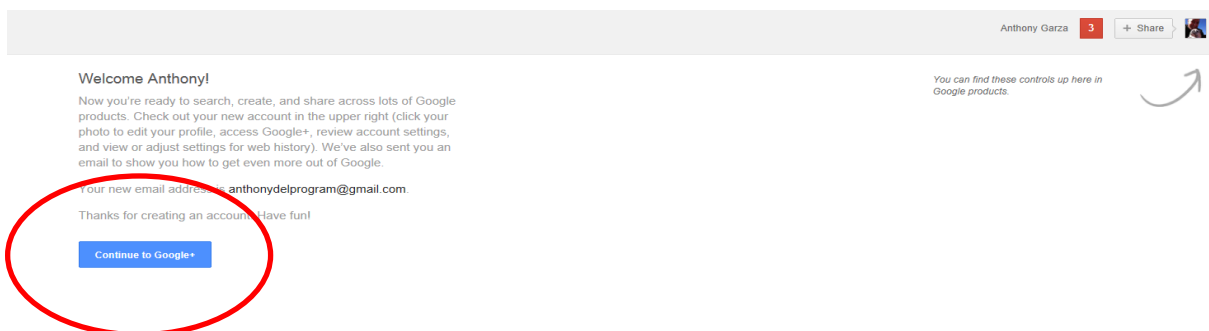 Anthony Garza 3 + Share
Welcome Anthony!
You can find these controls up here in
Google products.
Now you're ready to search, create, and share across lots of Google
products. Check out your new account in the upper right (click your
photo to edit your profile, access Google+, review account settings,
and view or adjust settings for web history). We've also sent you an
email to show you how to get even more out of Google.
Your new email address is anthonydelprogram@gmail.com.
Thanks for creating an account. Have fun!
Continue to Google+